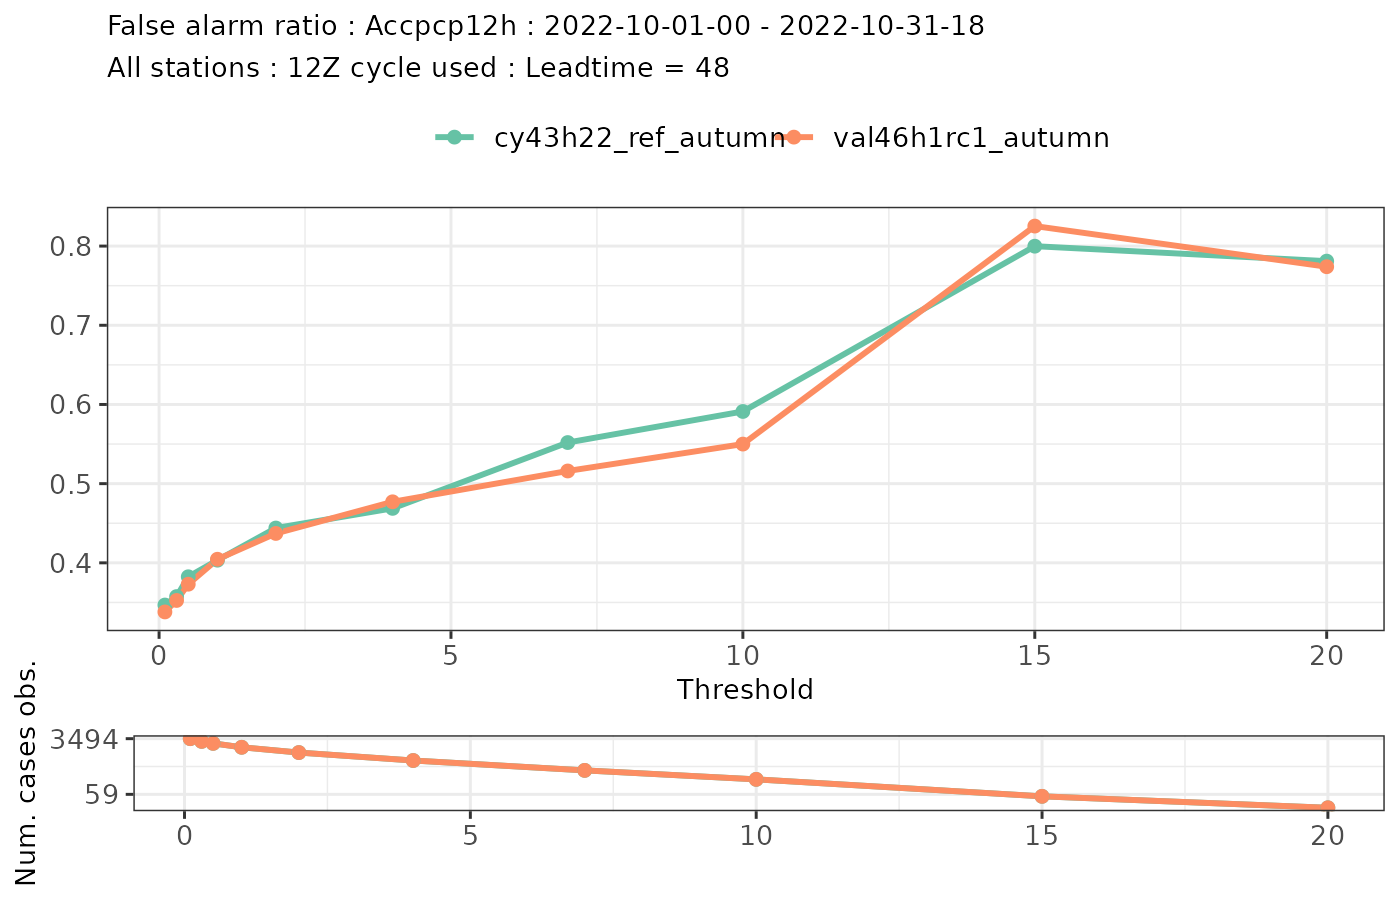 False alarm ratio : Accpcp12h : 2022-10-01-00 - 2022-10-31-18
All stations : 12Z cycle used : Leadtime = 48
cy43h22_ref_autumn val46h1rc1_autumn
0.8
0.7
0.6
0.5
0.4
0 5 10 15 20
Threshold
Num. cases obs.
3494
59
0 5 10 15 20